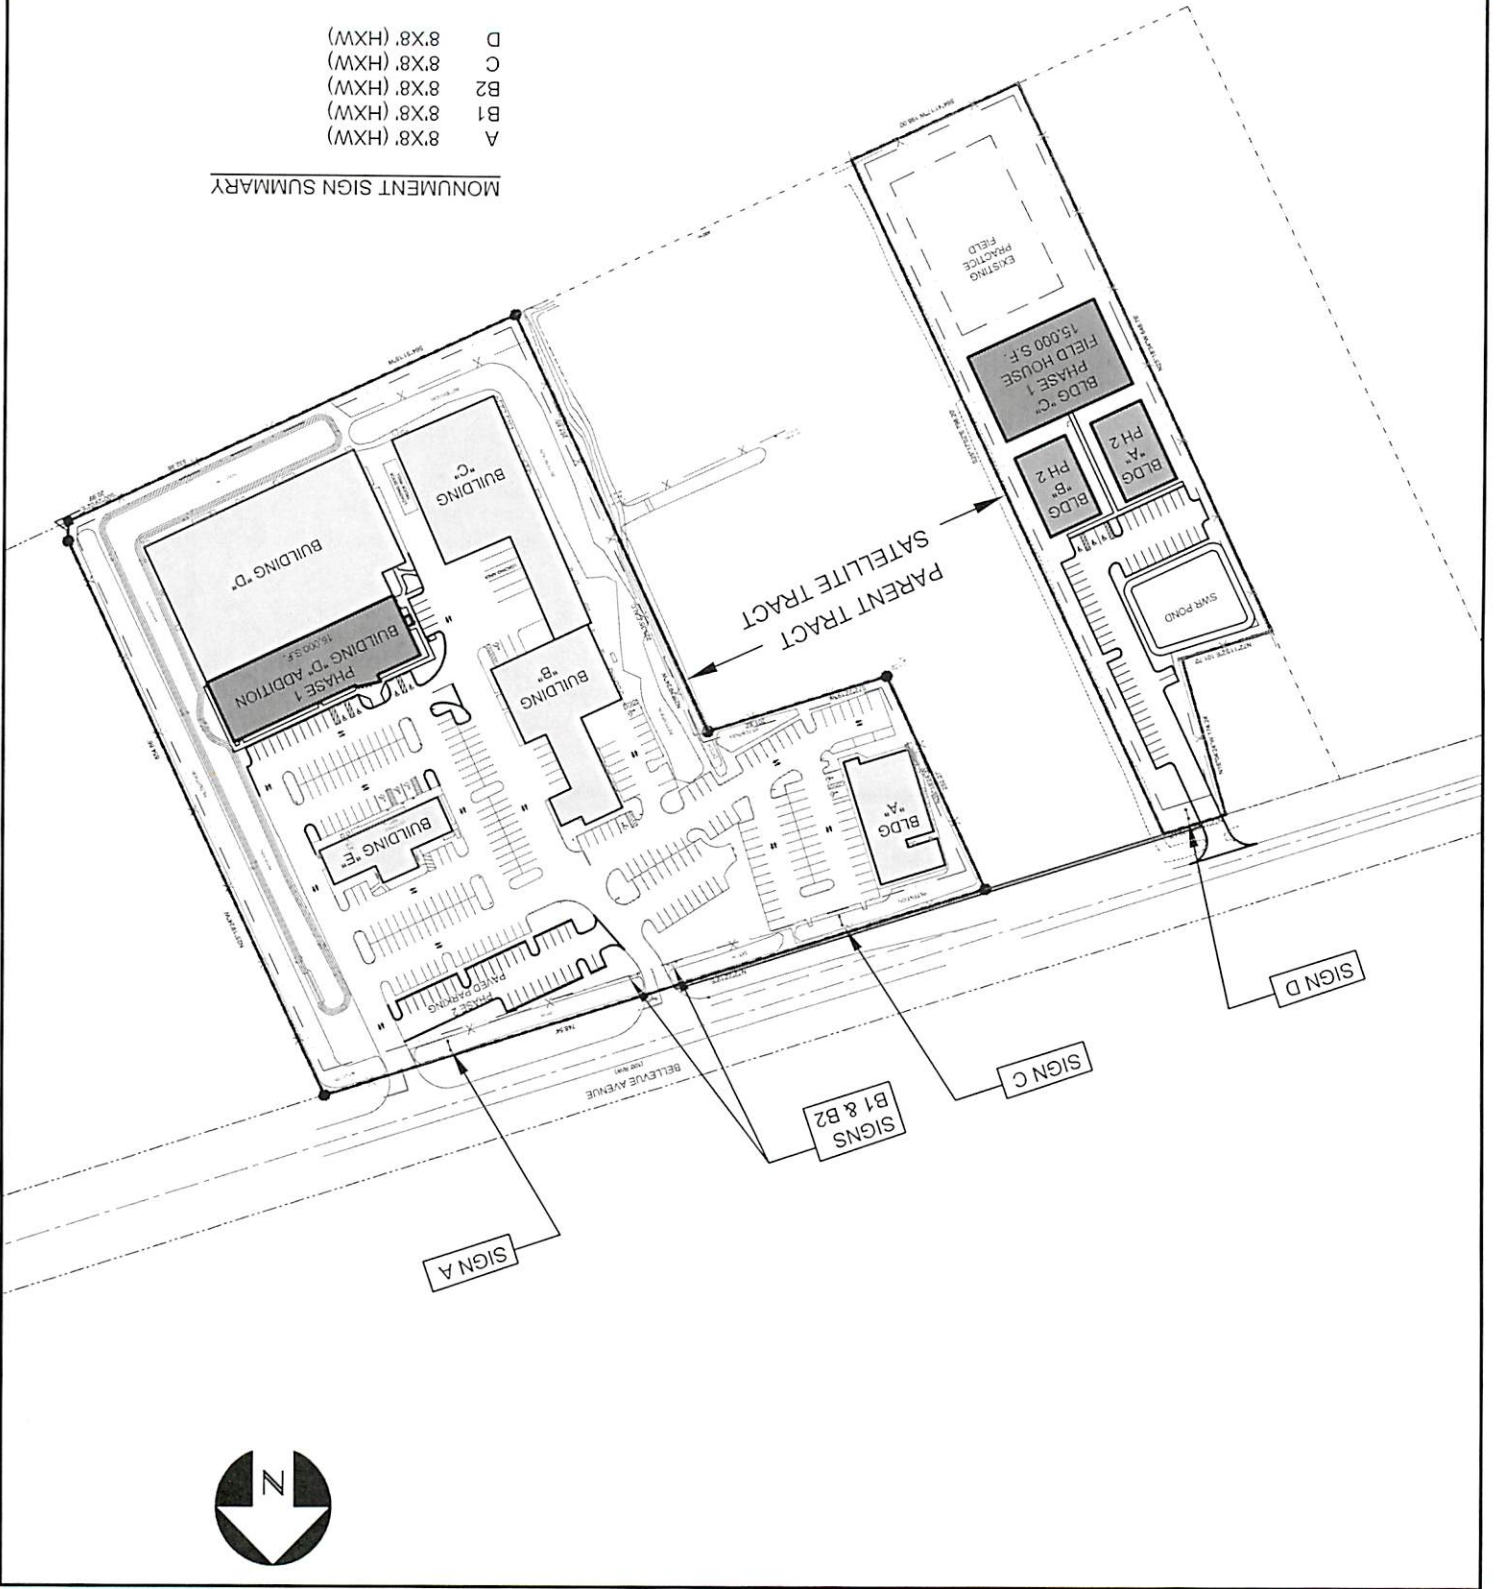 N
SIGN A
SIGNS
B1 & B2
SIGN C
SIGN D
BELLEVUE AVENUE
(100' R/W)
PHASE 2
PAVED PARKING
748.54'
BLDG
"A"
BUILDING "E"
BUILDING
"B"
PHASE 1
BUILDING "D" ADDITION
15,000 S.F.
BUILDING "D"
BUILDING
"C"
PARENT TRACT
SATELLITE TRACT
SWR POND
BLDG
"A"
PH 2
BLDG
"B"
PH 2
BLDG "C"
PHASE 1
FIELD HOUSE
15,000 S.F.
EXISTING
PRACTICE
FIELD
MONUMENT SIGN SUMMARY
A 8'X8' (HXW)
B1 8'X8' (HXW)
B2 8'X8' (HXW)
C 8'X8' (HXW)
D 8'X8' (HXW)